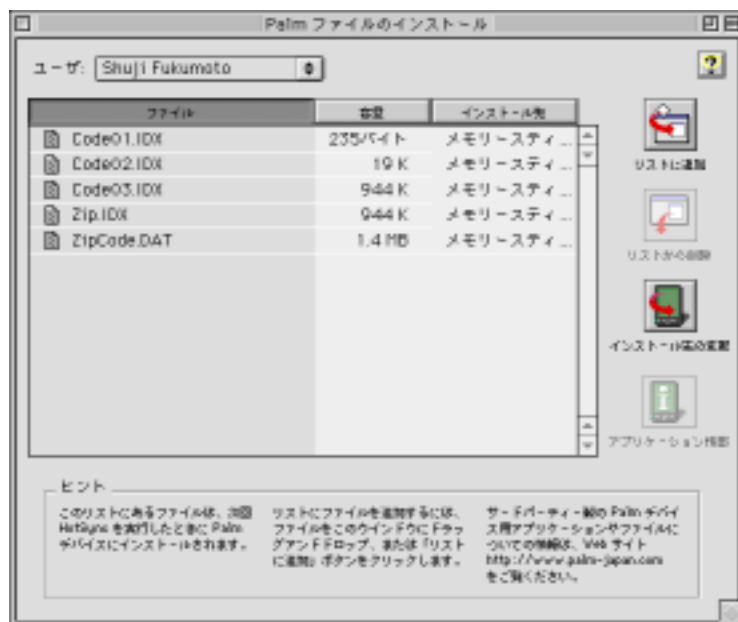 Palm ファイルのインストール
ユーザ: Shuji Fukumoto
ファイル 容量 インストール先
Code01.IDX 235バイト メモリースティ...
Code02.IDX 19 K メモリースティ...
Code03.IDX 944 K メモリースティ...
Zip.IDX 944 K メモリースティ...
ZipCode.DAT 1.4 MB メモリースティ...
リストに追加
リストから削除
インストール先の変更
アプリケーション情報
ヒント
このリストにあるファイルは、次回
HotSync を実行したときに Palm
デバイスにインストールされます。
リストにファイルを追加するには、
ファイルをこのウインドウにドラッ
グアンドドロップ、または「リスト
に追加」ボタンをクリックします。
サードパーティー製の Palm デバイ
ス用アプリケーションやファイルに
ついての情報は、Web サイト
http://www.palm-japan.com
をご覧ください。